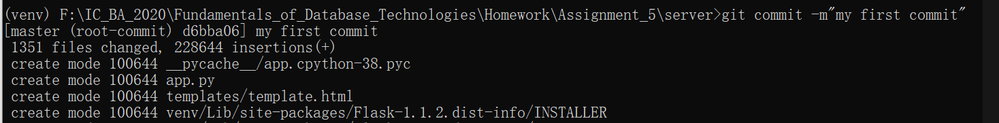 (venv) F:\IC_BA_2020\Fundamentals_of_Database_Technologies\Homework\Assignment_5\server>git commit -m"my first commit"
[master (root-commit) d6bba06] my first commit
 1351 files changed, 228644 insertions(+)
 create mode 100644 __pycache__/app.cpython-38.pyc
 create mode 100644 app.py
 create mode 100644 templates/template.html
 create mode 100644 venv/Lib/site-packages/Flask-1.1.2.dist-info/INSTALLER